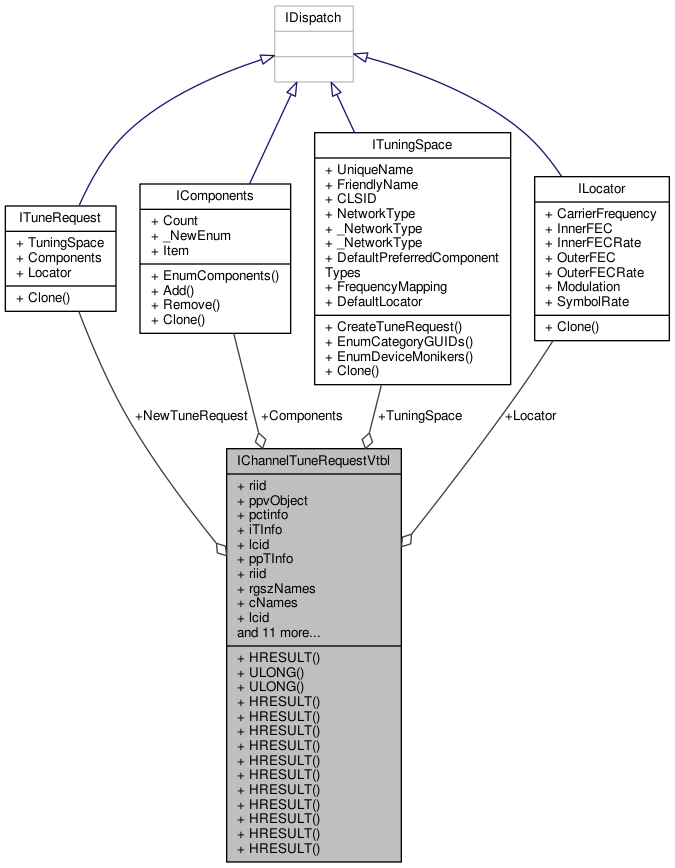 IDispatch
ITuningSpace
+ UniqueName
+ FriendlyName
+ CLSID
+ NetworkType
+ _NetworkType
+ _NetworkType
+ DefaultPreferredComponent
Types
+ FrequencyMapping
+ DefaultLocator
+ CreateTuneRequest()
+ EnumCategoryGUIDs()
+ EnumDeviceMonikers()
+ Clone()
ILocator
+ CarrierFrequency
+ InnerFEC
+ InnerFECRate
+ OuterFEC
+ OuterFECRate
+ Modulation
+ SymbolRate
+ Clone()
IComponents
+ Count
+ _NewEnum
+ Item
+ EnumComponents()
+ Add()
+ Remove()
+ Clone()
ITuneRequest
+ TuningSpace
+ Components
+ Locator
+ Clone()
+NewTuneRequest
+Components
+TuningSpace
+Locator
IChannelTuneRequestVtbl
+ riid
+ ppvObject
+ pctinfo
+ iTInfo
+ lcid
+ ppTInfo
+ riid
+ rgszNames
+ cNames
+ lcid
and 11 more...
+ HRESULT()
+ ULONG()
+ ULONG()
+ HRESULT()
+ HRESULT()
+ HRESULT()
+ HRESULT()
+ HRESULT()
+ HRESULT()
+ HRESULT()
+ HRESULT()
+ HRESULT()
+ HRESULT()
+ HRESULT()